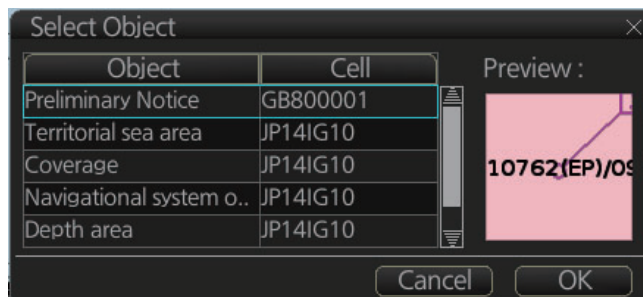 Select Object
Object Cell Preview :
Preliminary Notice GB800001
Territorial sea area JP14IG10
Coverage JP14IG10
Navigational system o.. JP14IG10
Depth area JP14IG10
10762(EP)/09
Cancel OK